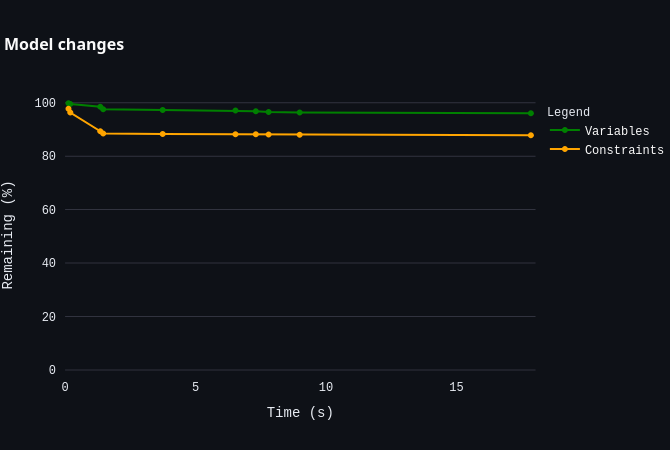 Model changes
Remaining (%)
100
80
60
40
20
0
0 5 10 15
Time (s)
Legend
Variables
Constraints